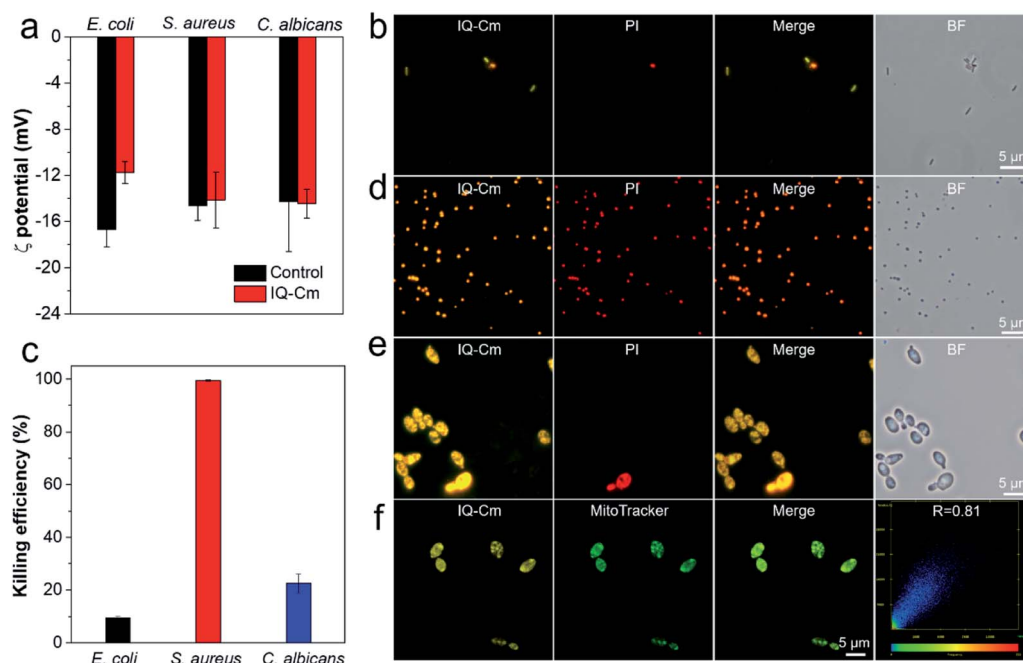 a
E. coli S. aureus C. albicans
0
-4
-8
-12
-16
-20
-24
ζ potential (mV)
Control
IQ-Cm
b
IQ-Cm PI Merge BF
5 μm
d
IQ-Cm PI Merge BF
5 μm
c
100
80
60
40
20
0
Killing efficiency (%)
E. coli S. aureus C. albicans
e
IQ-Cm PI Merge BF
5 μm
f
IQ-Cm MitoTracker Merge R=0.81
5 μm